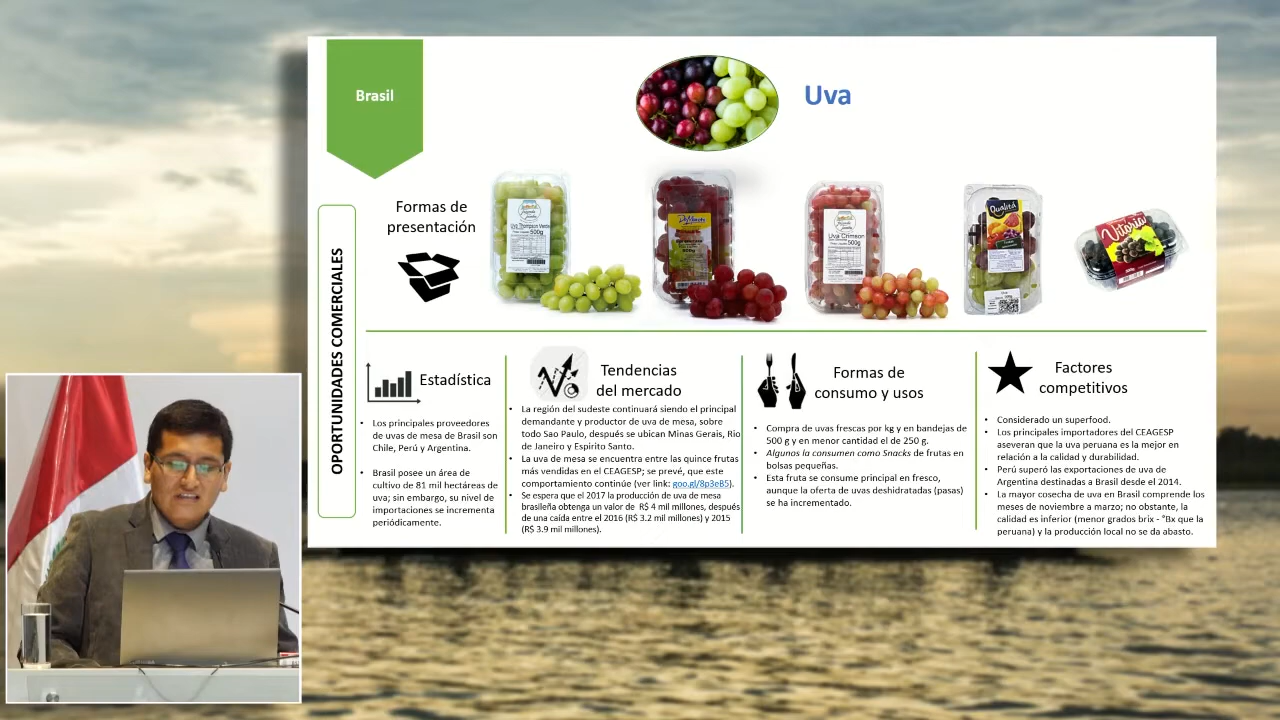 Brasil
Uva
Formas de
presentación
OPORTUNIDADES COMERCIALES
Uva Thompson Verde
500g
Uva Crimson
500g
Qualitá
Vitoria
Estadística
Los principales proveedores
de uvas de mesa de Brasil son
Chile, Perú y Argentina.
Brasil posee un área de
cultivo de 81 mil hectáreas de
uva; sin embargo, su nivel de
importaciones se incrementa
periódicamente.
Tendencias
del mercado
La región del sudeste continuará siendo el principal
demandante y productor de uva de mesa, sobre
todo Sao Paulo, después se ubican Minas Gerais, Rio
de Janeiro y Espirito Santo.
La uva de mesa se encuentra entre las quince frutas
más vendidas en el CEAGESP; se prevé, que este
comportamiento continúe (ver link: goo.gl/8p3eB5).
Se espera que el 2017 la producción de uva de mesa
brasileña obtenga un valor de R$ 4 mil millones, después
de una caída entre el 2016 (R$ 3.2 mil millones) y 2015
(R$ 3.9 mil millones).
Formas de
consumo y usos
Compra de uvas frescas por kg y en bandejas de
500 g y en menor cantidad el de 250 g.
Algunos la consumen como Snacks de frutas en
bolsas pequeñas.
Esta fruta se consume principal en fresco,
aunque la oferta de uvas deshidratadas (pasas)
se ha incrementado.
Factores
competitivos
Considerado un superfood.
Los principales importadores del CEAGESP
aseveran que la uva peruana es la mejor en
relación a la calidad y durabilidad.
Perú superó las exportaciones de uva de
Argentina destinadas a Brasil desde el 2014.
La mayor cosecha de uva en Brasil comprende los
meses de noviembre a marzo; no obstante, la
calidad es inferior (menor grados brix - °Bx que la
peruana) y la producción local no se da abasto.